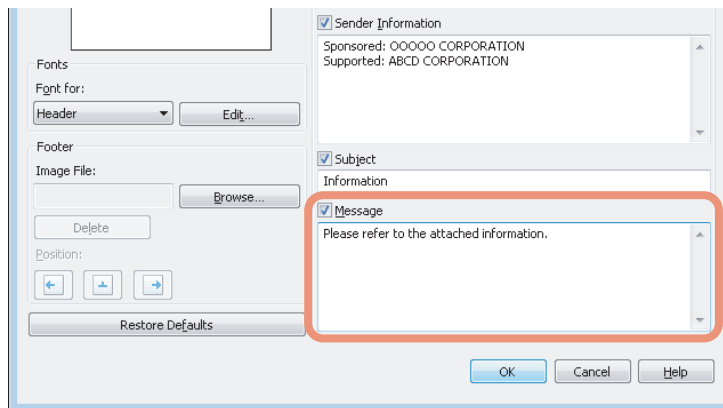 Fonts
Font for:
Header
Edit...
Footer
Image File:
Browse...
Delete
Position:
Restore Defaults
Sender Information
Sponsored: OOOOO CORPORATION
Supported: ABCD CORPORATION
Subject
Information
Message
Please refer to the attached information.
OK
Cancel
Help